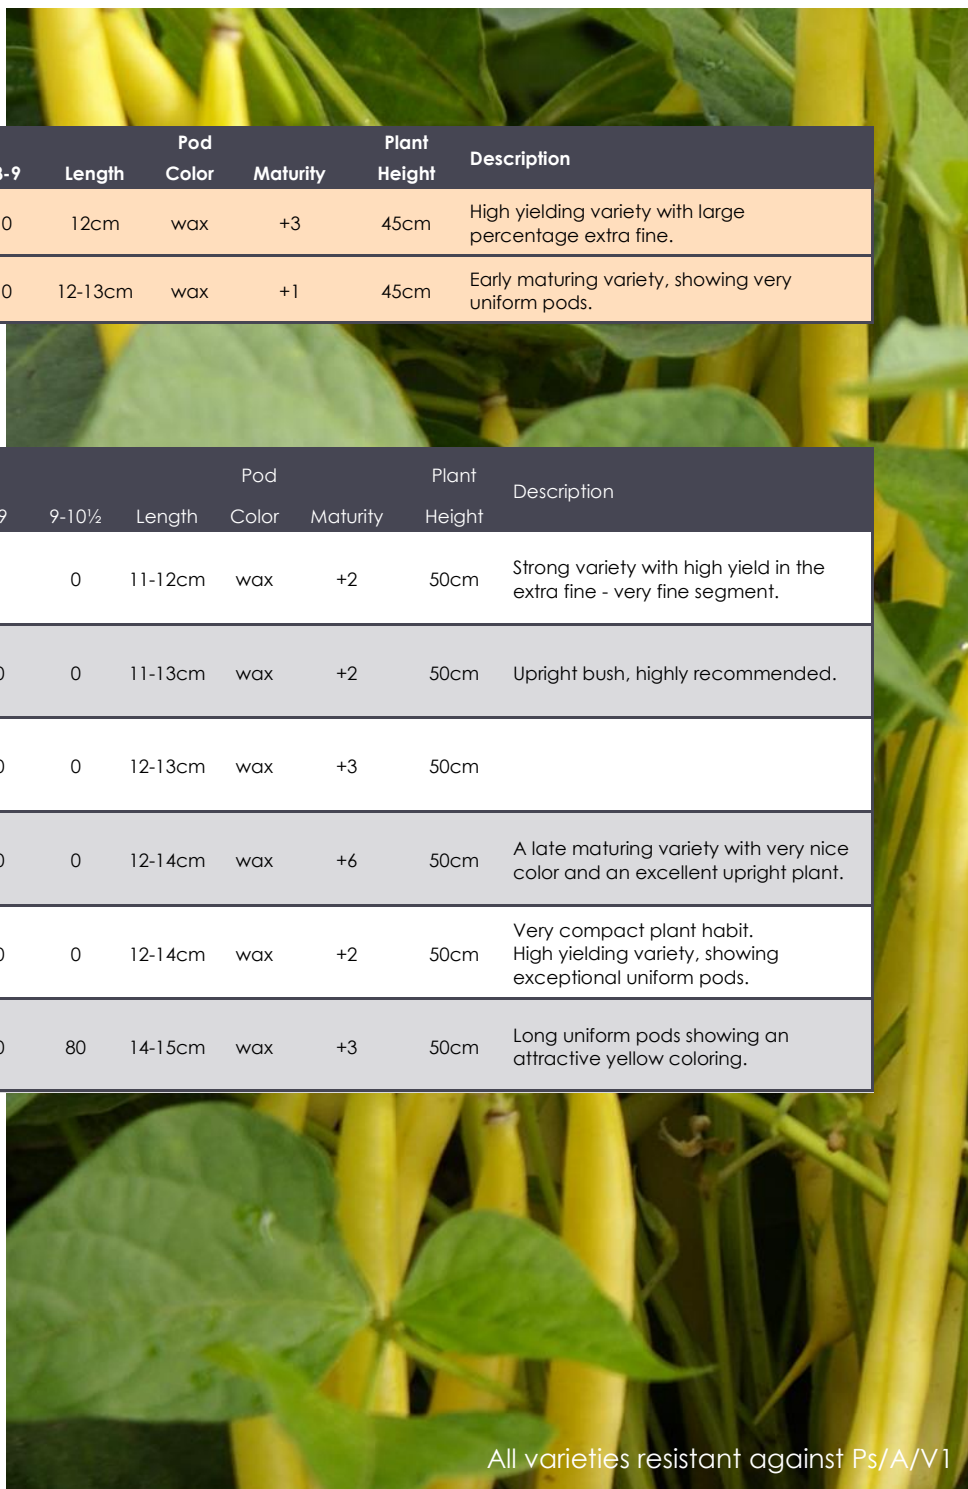 Pod Plant
8-9 Length Color Maturity Height Description
0 12cm wax +3 45cm High yielding variety with large
percentage extra fine.
0 12-13cm wax +1 45cm Early maturing variety, showing very
uniform pods.
Pod Plant
9 9-10½ Length Color Maturity Height Description
0 11-12cm wax +2 50cm Strong variety with high yield in the
extra fine - very fine segment.
0 0 11-13cm wax +2 50cm Upright bush, highly recommended.
0 0 12-13cm wax +3 50cm
0 0 12-14cm wax +6 50cm A late maturing variety with very nice
color and an excellent upright plant.
0 0 12-14cm wax +2 50cm Very compact plant habit.
High yielding variety, showing
exceptional uniform pods.
0 80 14-15cm wax +3 50cm Long uniform pods showing an
attractive yellow coloring.
All varieties resistant against Ps/A/V1